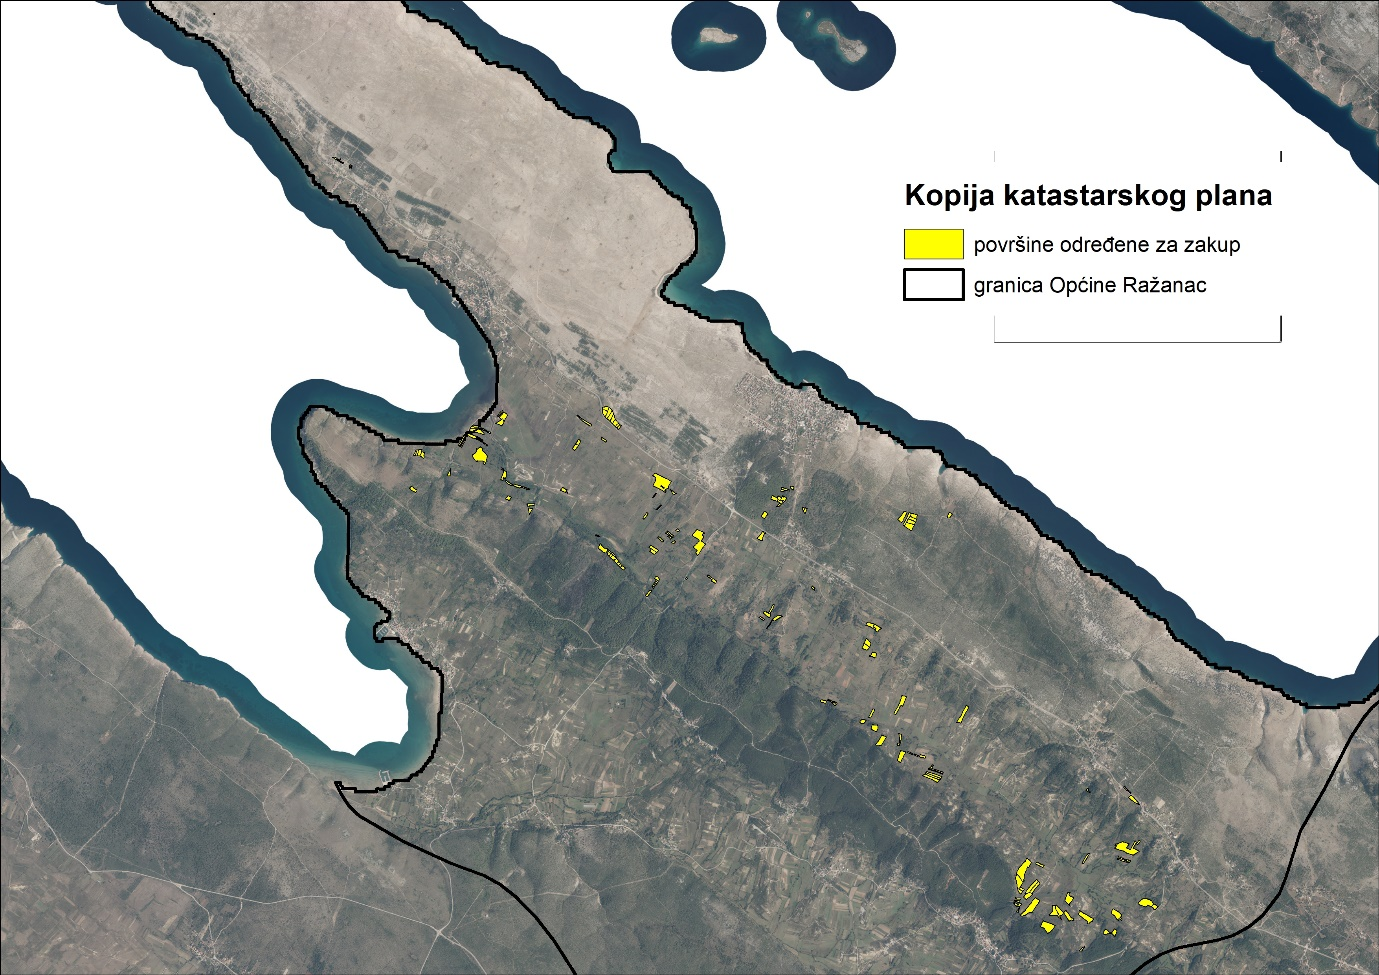 Kopija katastarskog plana
površine određene za zakup
granica Općine Ražanac